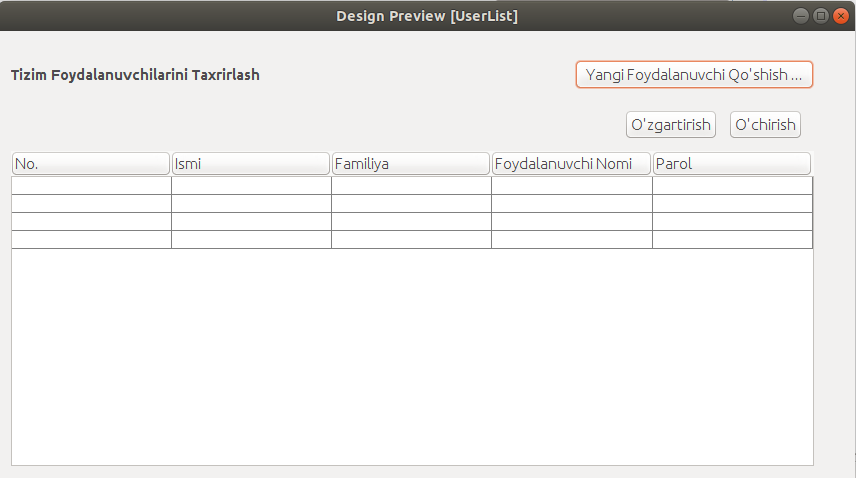 Design Preview [UserList]
Tizim Foydalanuvchilarini Taxrirlash
Yangi Foydalanuvchi Qo'shish ...
O'zgartirish O'chirish
No. Ismi Familiya Foydalanuvchi Nomi Parol